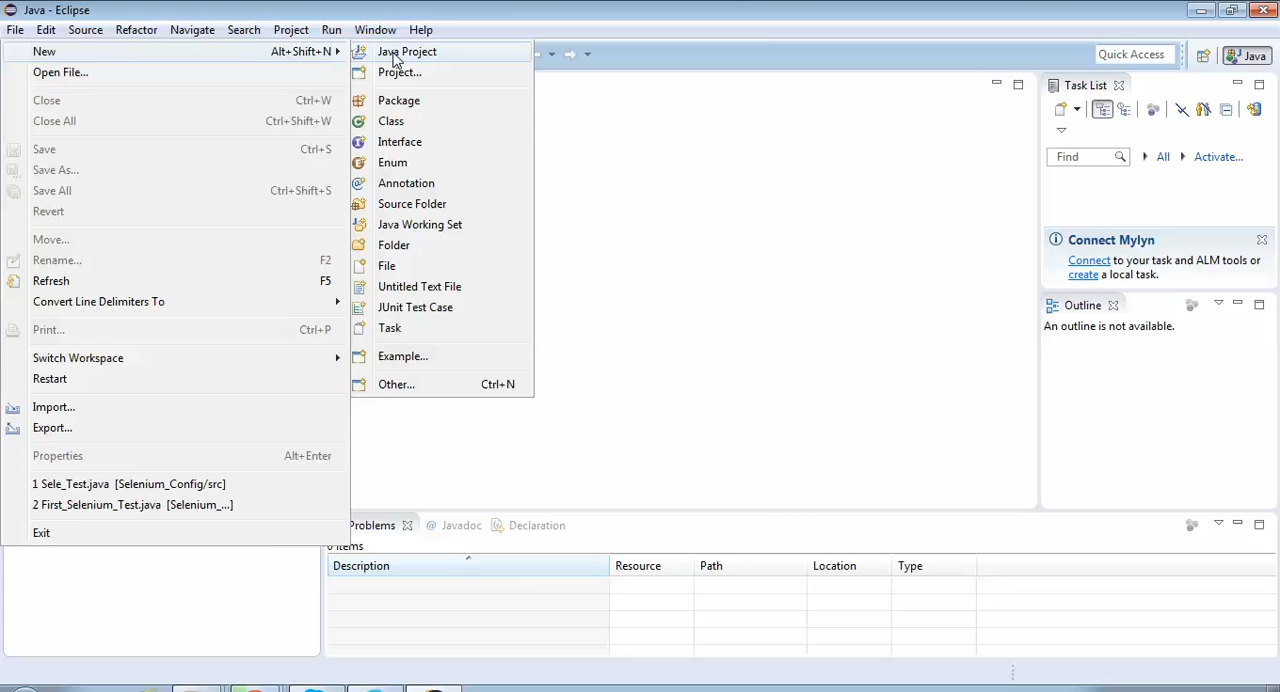 Java - Eclipse
File Edit Source Refactor Navigate Search Project Run Window Help
New Alt+Shift+N
Open File...
Close Ctrl+W
Close All Ctrl+Shift+W
Save Ctrl+S
Save As...
Save All Ctrl+Shift+S
Revert
Move...
Rename... F2
Refresh F5
Convert Line Delimiters To
Print... Ctrl+P
Switch Workspace
Restart
Import...
Export...
Properties Alt+Enter
1 Sele_Test.java [Selenium_Config/src]
2 First_Selenium_Test.java [Selenium_...]
Exit
Java Project
Project...
Package
Class
Interface
Enum
Annotation
Source Folder
Java Working Set
Folder
File
Untitled Text File
JUnit Test Case
Task
Example...
Other... Ctrl+N
Quick Access Java
Task List
Find All Activate...
Connect Mylyn
Connect to your task and ALM tools or
create a local task.
Outline
An outline is not available.
Problems @ Javadoc Declaration
0 items
Description Resource Path Location Type